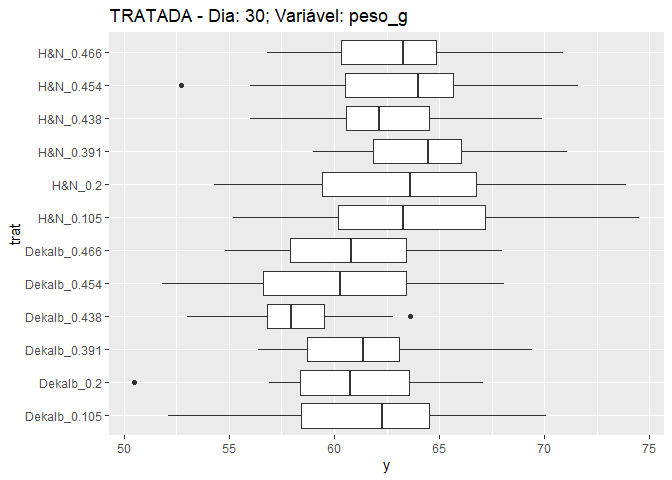 TRATADA - Dia: 30; Variável: peso_g
H&N_0.466
H&N_0.454
H&N_0.438
H&N_0.391
H&N_0.2
H&N_0.105
Dekalb_0.466
Dekalb_0.454
Dekalb_0.438
Dekalb_0.391
Dekalb_0.2
Dekalb_0.105
trat
50 55 60 65 70 75
y